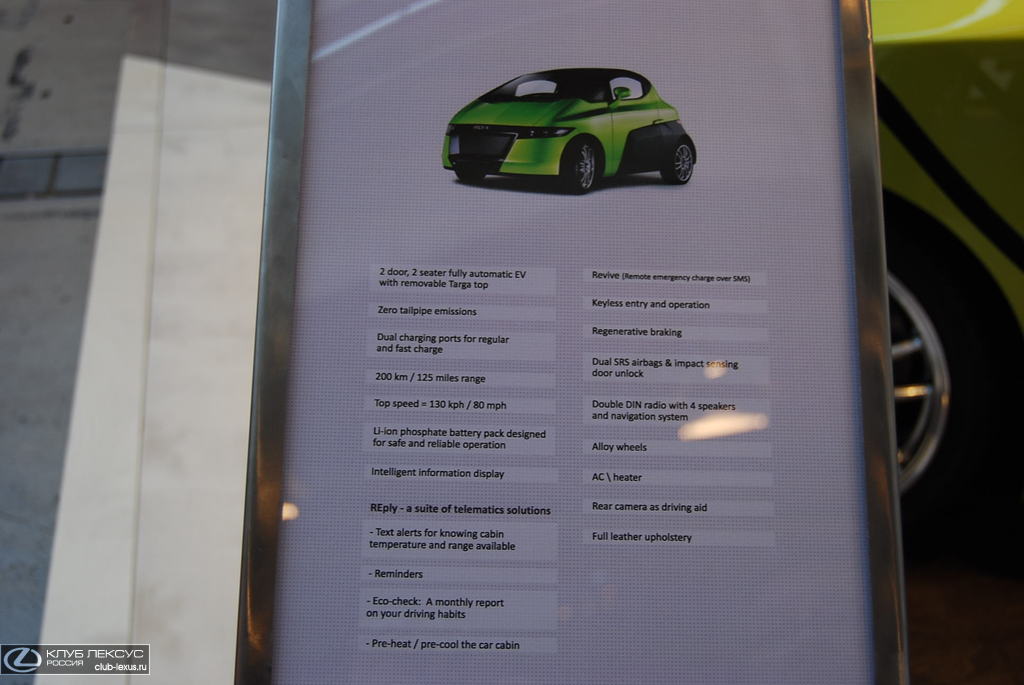 2 door, 2 seater fully automatic EV
with removable Targa top
Zero tailpipe emissions
Dual charging ports for regular
and fast charge
200 km / 125 miles range
Top speed = 130 kph / 80 mph
Li-ion phosphate battery pack designed
for safe and reliable operation
Intelligent information display
REply - a suite of telematics solutions
- Text alerts for knowing cabin
temperature and range available
- Reminders
- Eco-check: A monthly report
on your driving habits
- Pre-heat / pre-cool the car cabin
Revive (Remote emergency charge over SMS)
Keyless entry and operation
Regenerative braking
Dual SRS airbags & impact sensing
door unlock
Double DIN radio with 4 speakers
and navigation system
Alloy wheels
AC \ heater
Rear camera as driving aid
Full leather upholstery
КЛУБ ЛЕКСУС
РОССИЯ club-lexus.ru